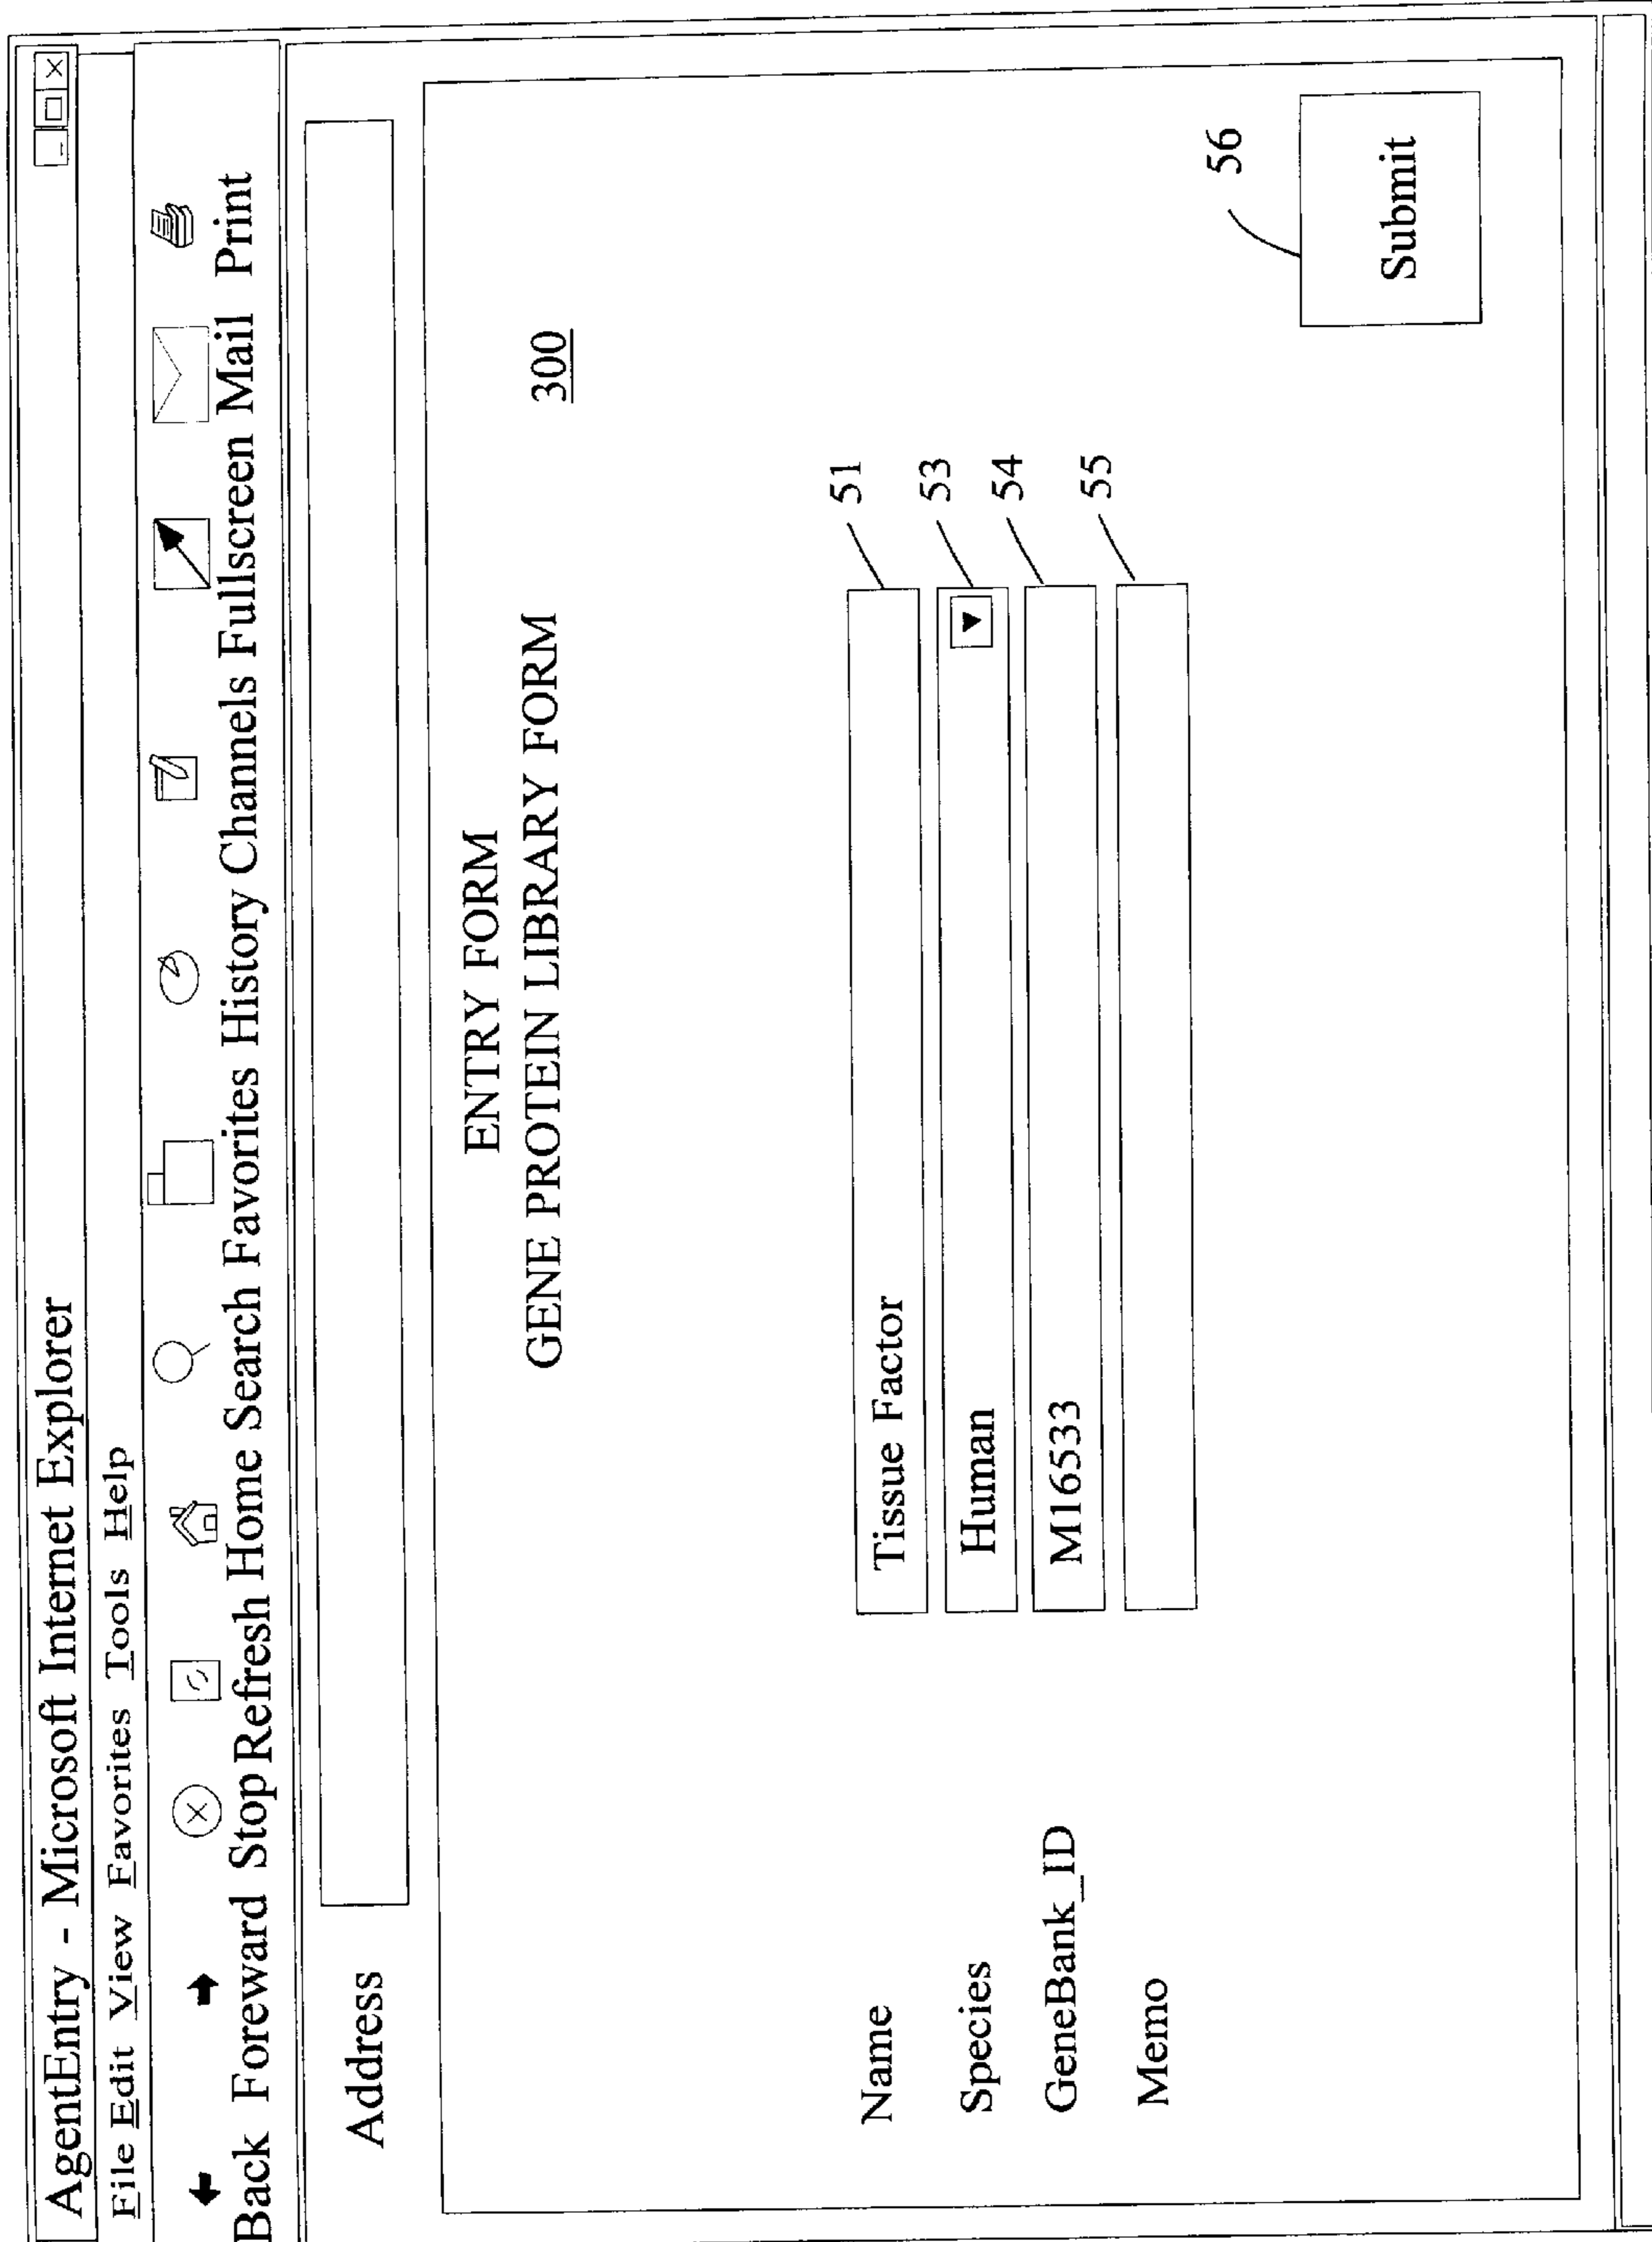 AgentEntry - Microsoft Internet Explorer
File Edit View Favorites Tools Help
Back Foreward Stop Refresh Home Search Favorites History Channels Fullscreen Mail Print
Address
ENTRY FORM
GENE PROTEIN LIBRARY FORM
300
Name Tissue Factor 51
Species Human 53
GeneBank_ID M16533 54
Memo 55
56
Submit